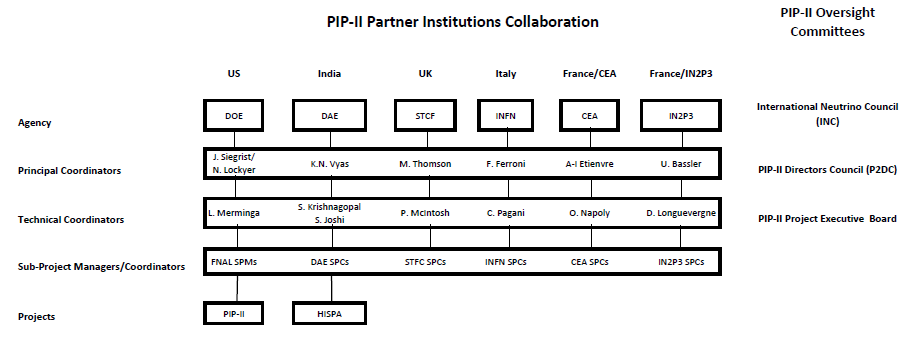 PIP-II Partner Institutions Collaboration
PIP-II Oversight
Committees
US India UK Italy France/CEA France/IN2P3
Agency DOE DAE STCF INFN CEA IN2P3 International Neutrino Council
(INC)
Principal Coordinators J. Siegrist/
N. Lockyer K.N. Vyas M. Thomson F. Ferroni A-I Etienvre U. Bassler PIP-II Directors Council (P2DC)
Technical Coordinators L. Merminga S. Krishnagopal
S. Joshi P. McIntosh C. Pagani O. Napoly D. Longuevergne PIP-II Project Executive Board
Sub-Project Managers/Coordinators FNAL SPMs DAE SPCs STFC SPCs INFN SPCs CEA SPCs IN2P3 SPCs
Projects PIP-II HISPA